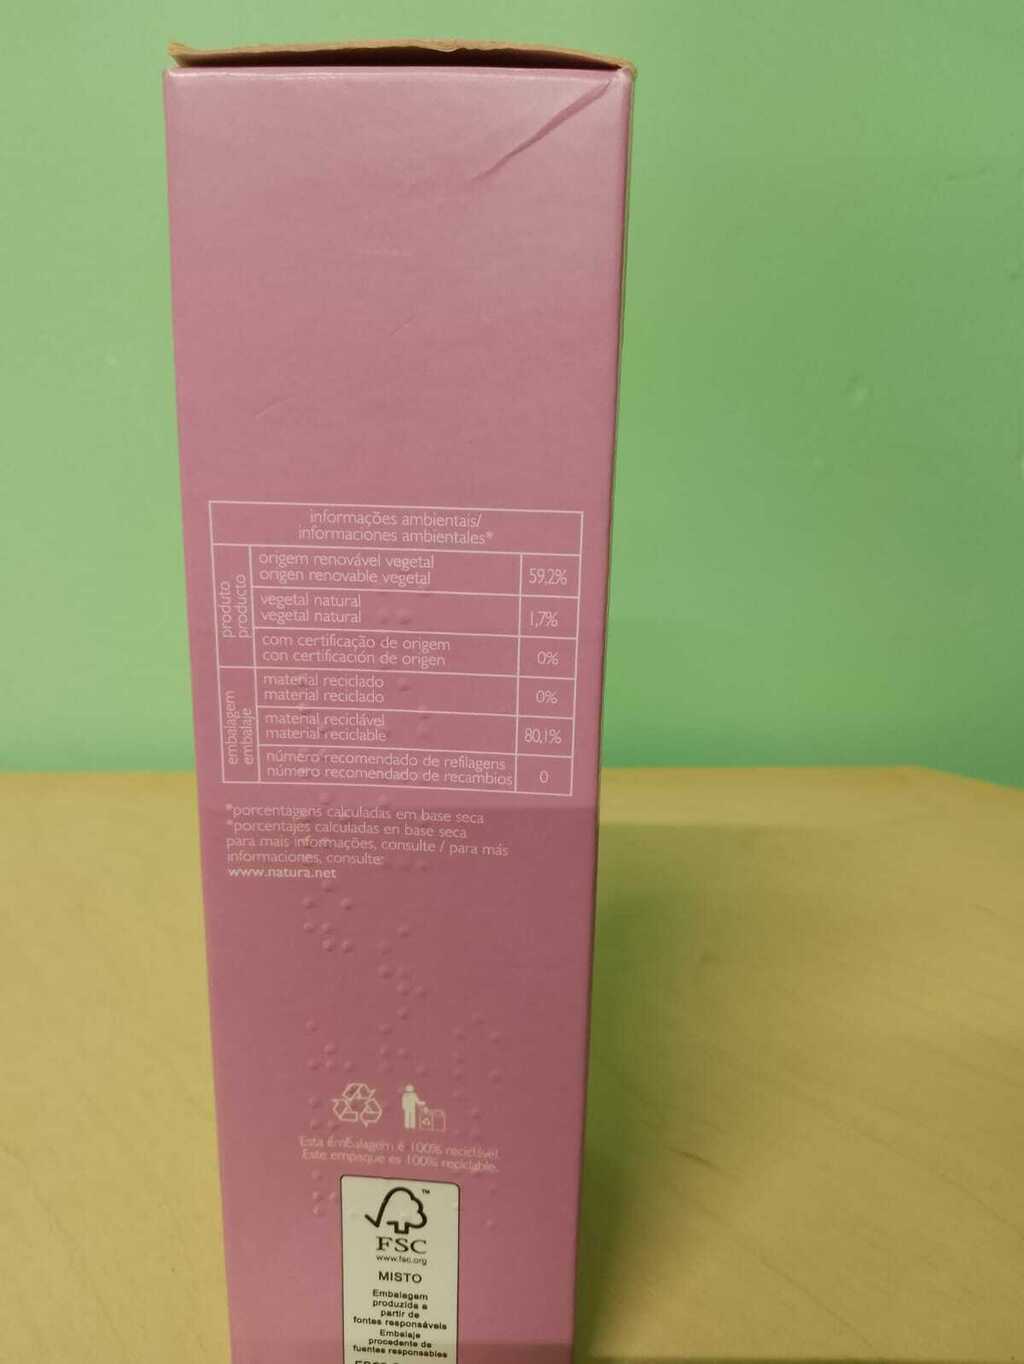 informações ambientais/
informaciones ambientales*
produto
producto
origem renovável vegetal
origen renovable vegetal
59,2%
vegetal natural
vegetal natural
1,7%
com certificação de origem
con certificación de origen
0%
embalagem
embalaje
material reciclado
material reciclado
0%
material reciclável
material reciclable
80,1%
número recomendado de refilagens
número recomendado de recambios
0
*porcentagens calculadas em base seca
*porcentajes calculadas en base seca
para mais informações, consulte / para más
informaciones, consulte:
www.natura.net
Esta embalagem é 100% reciclável.
Este empaque es 100% reciclable.
TM
FSC
www.fsc.org
MISTO
Embalagem
produzida a
partir de
fontes responsáveis
Embalaje
procedente de
fuentes responsables